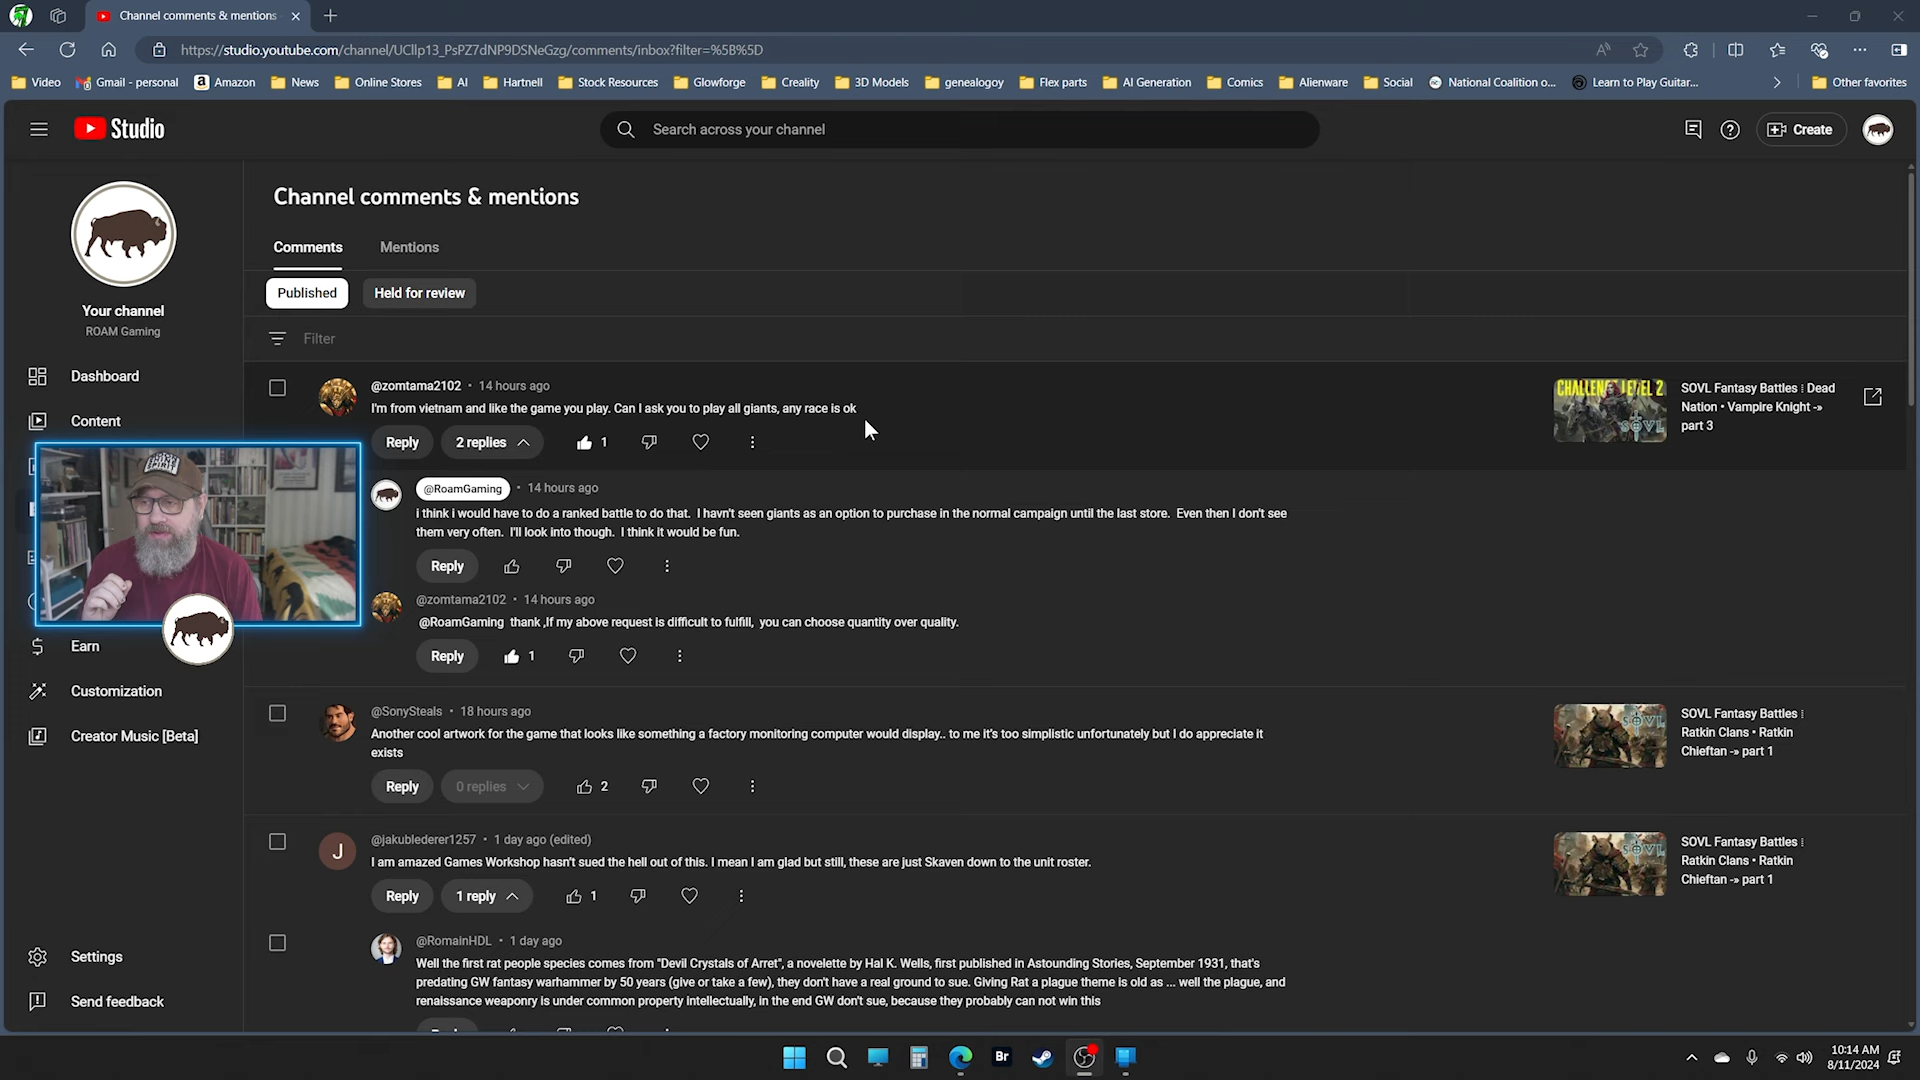 Channel comments & mentions
https://studio.youtube.com/channel/UCllp13_PsPZ7dNP9DSNeGzg/comments/inbox?filter=%5B%5D
Video
Gmail - personal
Amazon
News
Online Stores
AI
Hartnell
Stock Resources
Glowforge
Creality
3D Models
genealogoy
Flex parts
AI Generation
Comics
Alienware
Social
National Coalition o...
Learn to Play Guitar...
Other favorites
Studio
Search across your channel
Create
Channel comments & mentions
Your channel
ROAM Gaming
Comments
Mentions
Published
Held for review
Filter
Dashboard
Content
Earn
Customization
Creator Music [Beta]
Settings
Send feedback
@zomtama2102 • 14 hours ago
I'm from vietnam and like the game you play. Can I ask you to play all giants, any race is ok
Reply
2 replies
1
CHALLENGE LEVEL 2
SOVL
SOVL Fantasy Battles ⁞ Dead
Nation • Vampire Knight -»
part 3
@RoamGaming • 14 hours ago
i think i would have to do a ranked battle to do that. I havn't seen giants as an option to purchase in the normal campaign until the last store. Even then I don't see
them very often. I'll look into though. I think it would be fun.
Reply
@zomtama2102 • 14 hours ago
@RoamGaming thank ,If my above request is difficult to fulfill, you can choose quantity over quality.
Reply
1
@SonySteals • 18 hours ago
Another cool artwork for the game that looks like something a factory monitoring computer would display.. to me it's too simplistic unfortunately but I do appreciate it
exists
Reply
0 replies
2
SOVL
SOVL Fantasy Battles ⁞
Ratkin Clans • Ratkin
Chieftan -» part 1
@jakublederer1257 • 1 day ago (edited)
I am amazed Games Workshop hasn't sued the hell out of this. I mean I am glad but still, these are just Skaven down to the unit roster.
Reply
1 reply
1
J
SOVL
SOVL Fantasy Battles ⁞
Ratkin Clans • Ratkin
Chieftan -» part 1
@RomainHDL • 1 day ago
Well the first rat people species comes from "Devil Crystals of Arret", a novelette by Hal K. Wells, first published in Astounding Stories, September 1931, that's
predating GW fantasy warhammer by 50 years (give or take a few), they don't have a real ground to sue. Giving Rat a plague theme is old as ... well the plague, and
renaissance weaponry is under common property intellectually, in the end GW don't sue, because they probably can not win this
Br
10:14 AM
8/11/2024